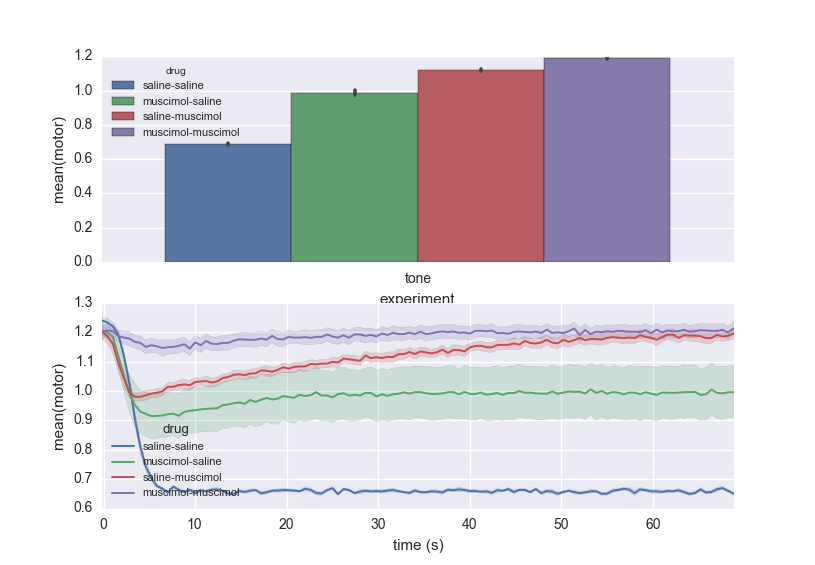 1.2
1.0
0.8
0.6
0.4
0.2
0.0
mean(motor)
drug
saline-saline
muscimol-saline
saline-muscimol
muscimol-muscimol
tone
experiment
1.3
1.2
1.1
1.0
0.9
0.8
0.7
0.6
mean(motor)
drug
saline-saline
muscimol-saline
saline-muscimol
muscimol-muscimol
0 10 20 30 40 50 60
time (s)